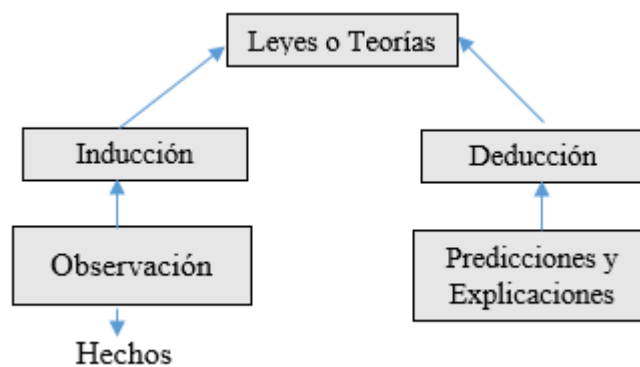 Leyes o Teorías
Inducción
Deducción
Observación
Predicciones y
Explicaciones
Hechos